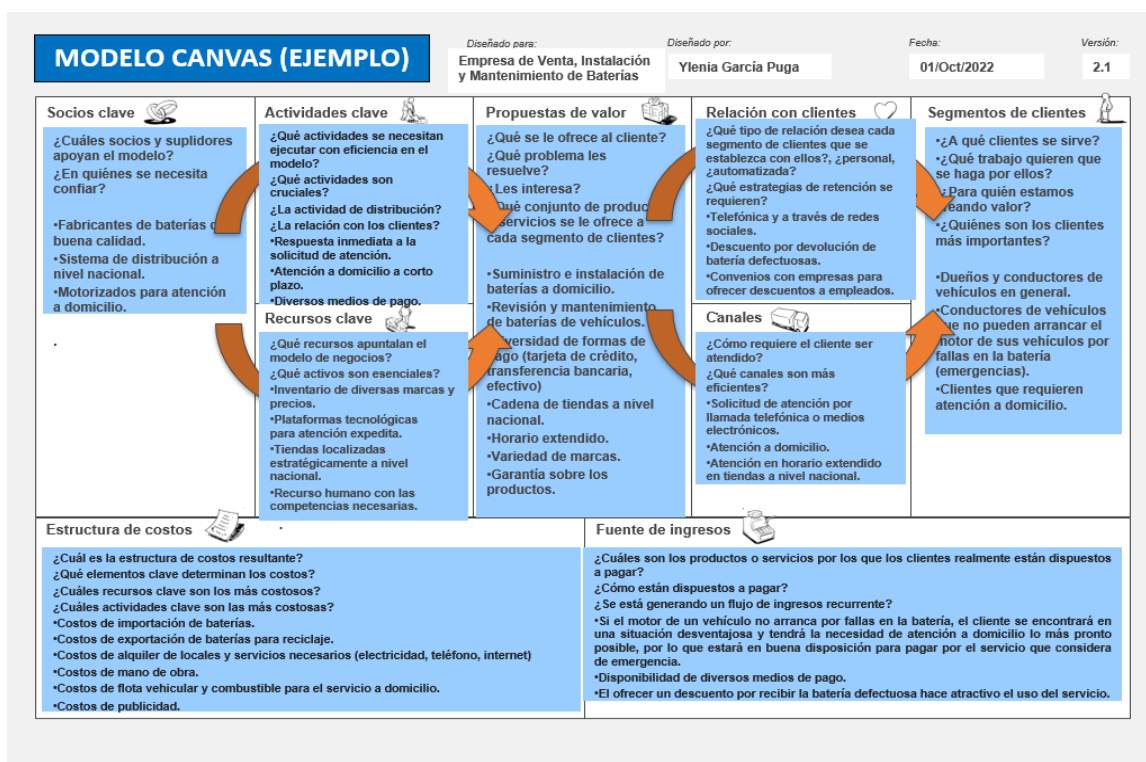 MODELO CANVAS (EJEMPLO)
Diseñado para:
Empresa de Venta, Instalación
y Mantenimiento de Baterías
Diseñado por:
Ylenia García Puga
Fecha:
01/Oct/2022
Versión:
2.1
Socios clave
¿Cuáles socios y suplidores
apoyan el modelo?
¿En quiénes se necesita
confiar?
•Fabricantes de baterías
buena calidad.
•Sistema de distribución a
nivel nacional.
•Motorizados para atención
a domicilio.
.
Actividades clave
¿Qué actividades se necesitan
ejecutar con eficiencia en el
modelo?
¿Qué actividades son
cruciales?
¿La actividad de distribución?
¿La relación con los clientes?
•Respuesta inmediata a la
solicitud de atención.
•Atención a domicilio a corto
plazo.
•Diversos medios de pago.
Recursos clave
¿Qué recursos apuntalan el
modelo de negocios?
¿Qué activos son esenciales?
•Inventario de diversas marcas y
precios.
•Plataformas tecnológicas
para atención expedita.
•Tiendas localizadas
estratégicamente a nivel
nacional.
•Recurso humano con las
competencias necesarias.
.
Propuestas de valor
¿Qué se le ofrece al cliente?
¿Qué problema les
resuelve?
¿Les interesa?
¿Qué conjunto de
servicios se le ofrece a
cada segmento de clientes?
•Suministro e instalación de
baterías a domicilio.
•Revisión y mantenimiento
de baterías de vehículos.
formas de
pago (tarjeta de crédito,
transferencia bancaria,
efectivo)
•Cadena de tiendas a nivel
nacional.
•Horario extendido.
•Variedad de marcas.
•Garantía sobre los
productos.
Relación con clientes
¿Qué tipo de relación desea cada
segmento de clientes que se
establezca con ellos?, ¿personal,
¿automatizada?
¿Qué estrategias de retención se
requieren?
•Telefónica y a través de redes
sociales.
•Descuento por devolución de
batería defectuosas.
•Convenios con empresas para
ofrecer descuentos a empleados.
Canales
¿Cómo requiere el cliente ser
atendido?
¿Qué canales son más
eficientes?
•Solicitud de atención por
llamada telefónica o medios
electrónicos.
•Atención a domicilio.
•Atención en horario extendido
en tiendas a nivel nacional.
Segmentos de clientes
•¿A qué clientes se sirve?
•¿Qué trabajo quieren que
se haga por ellos?
•¿Para quién estamos
creando valor?
•¿Quiénes son los clientes
más importantes?
•Dueños y conductores de
vehículos en general.
•Conductores de vehículos
que no pueden arrancar el
motor de sus vehículos por
fallas en la batería
(emergencias).
•Clientes que requieren
atención a domicilio.
Estructura de costos
¿Cuál es la estructura de costos resultante?
¿Qué elementos clave determinan los costos?
¿Cuáles recursos clave son los más costosos?
¿Cuáles actividades clave son las más costosas?
•Costos de importación de baterías.
•Costos de exportación de baterías para reciclaje.
•Costos de alquiler de locales y servicios necesarios (electricidad, teléfono, internet)
•Costos de mano de obra.
•Costos de flota vehicular y combustible para el servicio a domicilio.
•Costos de publicidad.
Fuente de ingresos
¿Cuáles son los productos o servicios por los que los clientes realmente están dispuestos
a pagar?
¿Cómo están dispuestos a pagar?
¿Se está generando un flujo de ingresos recurrente?
•Si el motor de un vehículo no arranca por fallas en la batería, el cliente se encontrará en
una situación desventajosa y tendrá la necesidad de atención a domicilio lo más pronto
posible, por lo que estará en buena disposición para pagar por el servicio que considera
de emergencia.
•Disponibilidad de diversos medios de pago.
•El ofrecer un descuento por recibir la batería defectuosa hace atractivo el uso del servicio.